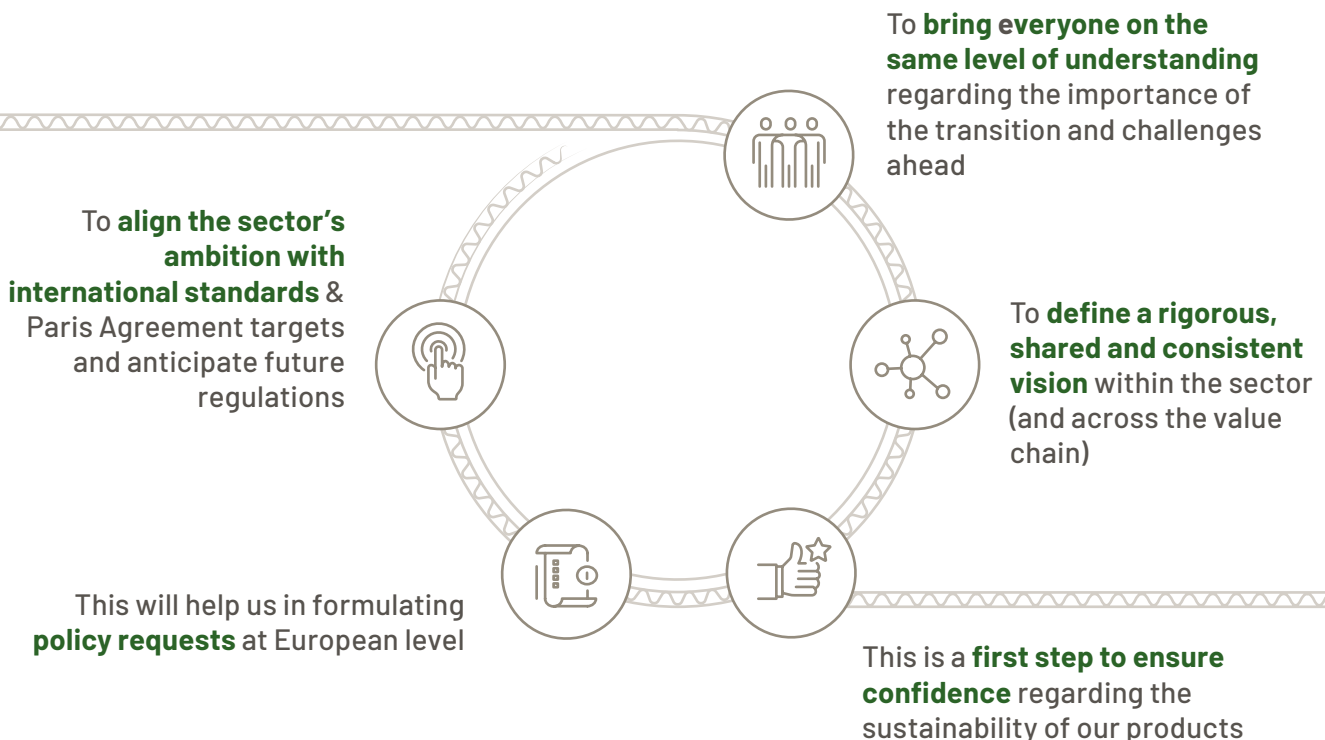 To bring everyone on the
same level of understanding
regarding the importance of
the transition and challenges
ahead
To define a rigorous,
shared and consistent
vision within the sector
(and across the value
chain)
This is a first step to ensure
confidence regarding the
sustainability of our products
This will help us in formulating
policy requests at European level
To align the sector’s
ambition with
international standards &
Paris Agreement targets
and anticipate future
regulations